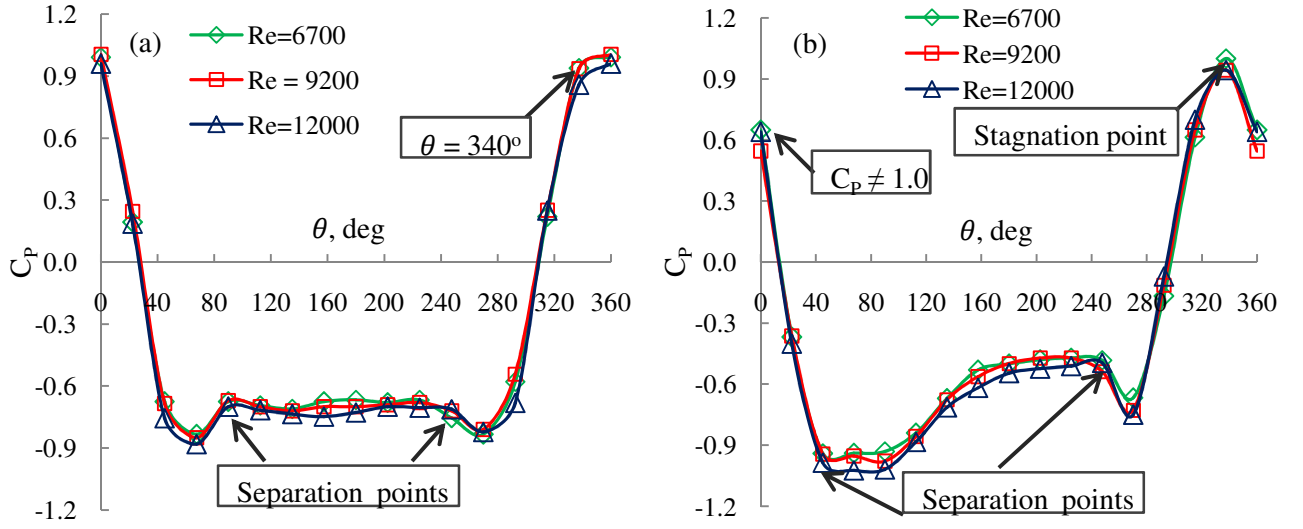 (a)
Re=6700
Re = 9200
Re=12000
θ = 340°
θ, deg
C_P
1.2
0.9
0.6
0.3
0.0
-0.3
-0.6
-0.9
-1.2
0 40 80 120 160 200 240 280 320 360
Separation points
(b)
Re=6700
Re=9200
Re=12000
Stagnation point
C_P ≠ 1.0
θ, deg
C_P
1.2
0.9
0.6
0.3
0.0
-0.3
-0.6
-0.9
-1.2
0 40 80 120 160 200 240 280 320 360
Separation points